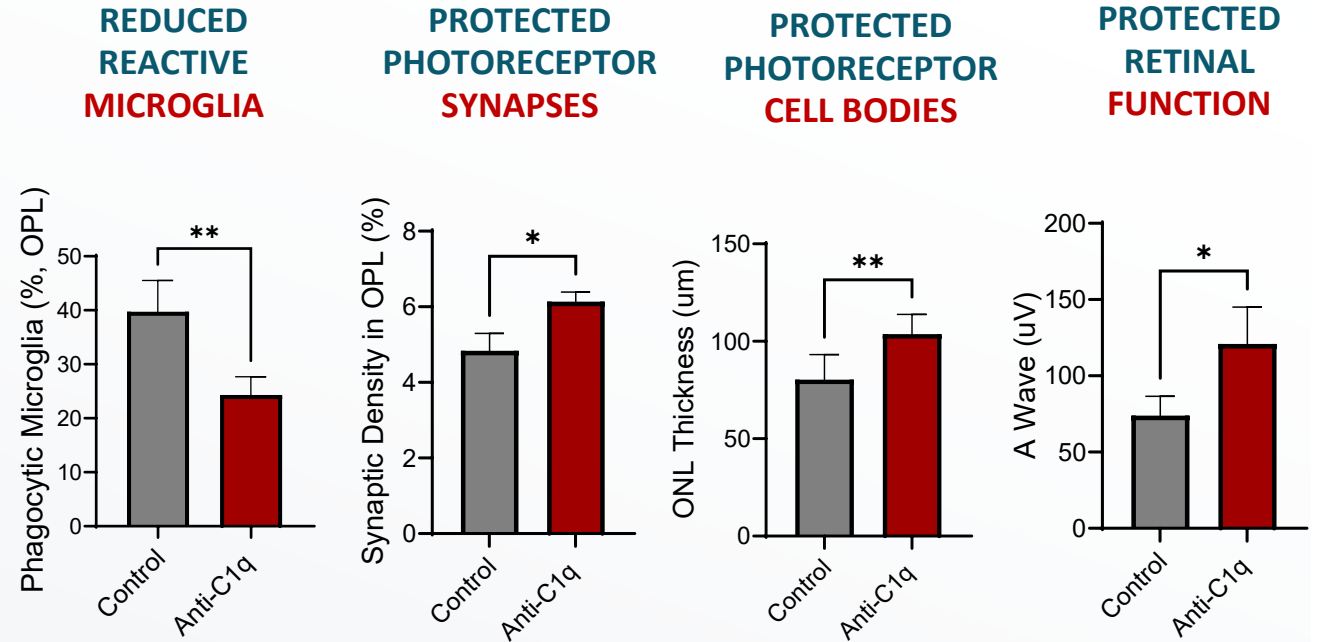 REDUCED
REACTIVE
MICROGLIA
PROTECTED
PHOTORECEPTOR
SYNAPSES
PROTECTED
PHOTORECEPTOR
CELL BODIES
PROTECTED
RETINAL
FUNCTION
Phagocytic Microglia (%, OPL)
50
40
30
20
10
0
**
Control
Anti-C1q
Synaptic Density in OPL (%)
8
6
4
2
0
*
Control
Anti-C1q
ONL Thickness (um)
150
100
50
0
**
Control
Anti-C1q
A Wave (uV)
200
150
100
50
0
*
Control
Anti-C1q